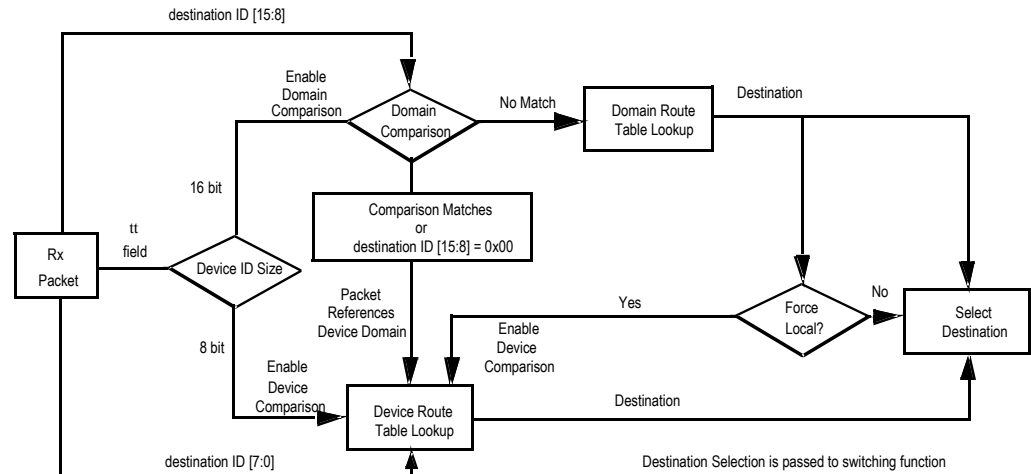 destination ID [15:8]
Enable
Domain
Comparison
Domain
Comparison
No Match
Domain Route
Table Lookup
Destination
16 bit
Comparison Matches
or
destination ID [15:8] = 0x00
Rx
Packet
tt
field
Device ID Size
Packet
References
Device Domain
Yes
Enable
Device
Comparison
Force
Local?
No
Select
Destination
8 bit
Enable
Device
Comparison
Device Route
Table Lookup
Destination
destination ID [7:0]
Destination Selection is passed to switching function